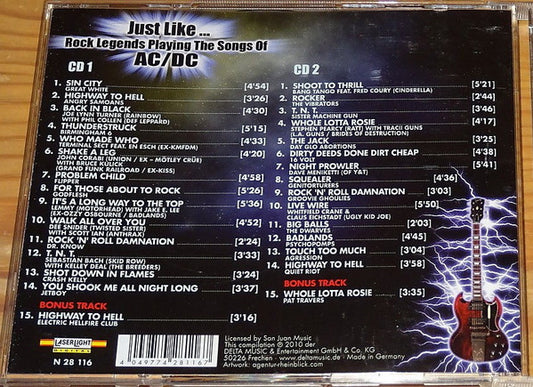 Just Like ...
Rock Legends Playing The Songs Of
AC/DC
CD 1
1. SIN CITY [4'54]
GREAT WHITE
2. HIGHWAY TO HELL [3'26]
ANGRY SAMOANS
3. BACK IN BLACK [4'30]
JOE LYNN TURNER (RAINBOW)
WITH PHIL COLLEN (DEF LEPPARD)
4. THUNDERSTRUCK [5'15]
BIRMINGHAM 6
5. WHO MADE WHO [4'33]
TERMINAL SECT FEAT. EN ESCH (EX-KMFDM)
6. SHAKE A LEG [4'20]
JOHN CORABI (UNION / EX - MÖTLEY CRÜE)
WITH BRUCE KULICK
(GRAND FUNK RAILROAD / EX-KISS)
7. PROBLEM CHILD
FLIPPER
8. FOR THOSE ABOUT TO ROCK
GODFLESH
9. IT'S A LONG WAY TO THE TOP [5'36]
LEMMY (MOTORHEAD) WITH JAKE E. LEE
(EX-OZZY OSBOURNE / BADLANDS)
10. WALK ALL OVER YOU [4'52]
DEE SNIDER (TWISTED SISTER)
WITH SCOTT IAN (ANTHRAX)
11. ROCK 'N' ROLL DAMNATION [2'24]
DR. KNOW
12. T. N. T. [3'33]
SEBASTIAN BACH (SKID ROW)
WITH KELLEY DEAL (THE BREEDERS)
13. SHOT DOWN IN FLAMES [3'24]
CRASH KELLY
14. YOU SHOOK ME ALL NIGHT LONG [3'37]
JETBOY
BONUS TRACK
15. HIGHWAY TO HELL [3'16]
ELECTRIC HELLFIRE CLUB
CD 2
1. SHOOT TO THRILL [5'21]
BANG TANGO FEAT. FRED COURY (CINDERELLA)
2. ROCKER [2'44]
THE VIBRATORS
3. T. N. T. [3'46]
SISTER MACHINE GUN
4. WHOLE LOTTA ROSIE [4'17]
STEPHEN PEARCY (RATT) WITH TRACII GUNS
(L.A. GUNS / BRIDES OF DESTRUCTION)
5. THE JACK [3'25]
DAY GLO ABORTIONS
6. DIRTY DEEDS DONE DIRT CHEAP [4'38]
16 VOLT
7. NIGHT PROWLER [5'41]
DAVE MENIKETTI (OF Y&T)
8. SQUEALER [4'36]
GENITORTURERS
9. ROCK 'N' ROLL DAMNATION [3'03]
GROOVIE GHOULIES
10. LIVE WIRE [5'50]
WHITFIELD CRANE &
KLAUS EICHSTADT (UGLY KID JOE)
11. BIG BALLS [2'03]
THE DWARVES
12. BADLANDS [4'45]
PSYCHOPOMPS
13. TOUCH TOO MUCH [3'04]
AGRESSION
14. HIGHWAY TO HELL [3'58]
QUIET RIOT
BONUS TRACK
15. WHOLE LOTTA ROSIE [3'35]
PAT TRAVERS
LASERLIGHT
DIGITAL
N 28 116
4 049774 281167
Licensed by San Juan Music
This compilation ℗ 2010 der
DELTA MUSIC & Entertainment GmbH & Co. KG
50226 Frechen · www.deltamusic.de · Made in Germany
Artwork: agentur-rheinblick.com